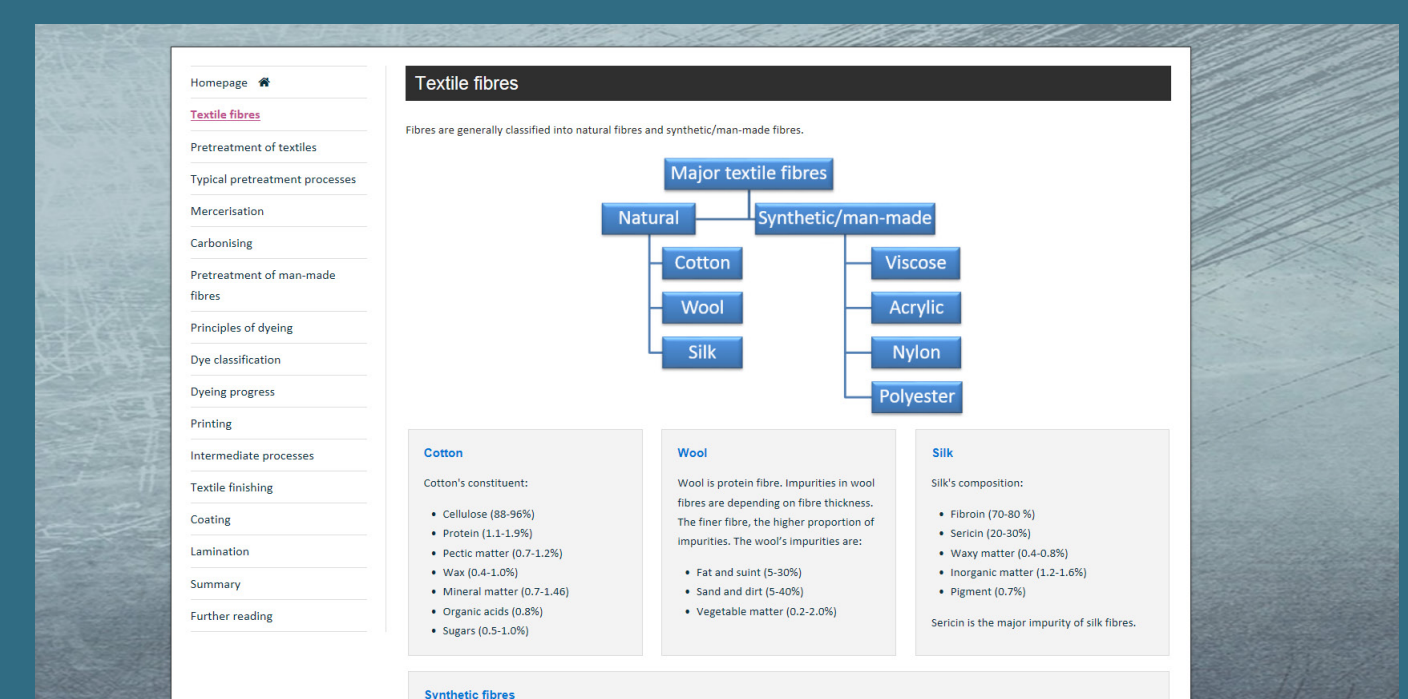 Homepage
Textile fibres
Pretreatment of textiles
Typical pretreatment processes
Mercerisation
Carbonising
Pretreatment of man-made
fibres
Principles of dyeing
Dye classification
Dyeing progress
Printing
Intermediate processes
Textile finishing
Coating
Lamination
Summary
Further reading
Textile fibres
Fibres are generally classified into natural fibres and synthetic/man-made fibres.
Major textile fibres
Natural
Synthetic/man-made
Cotton
Wool
Silk
Viscose
Acrylic
Nylon
Polyester
Cotton
Cotton's constituent:
• Cellulose (88-96%)
• Protein (1.1-1.9%)
• Pectic matter (0.7-1.2%)
• Wax (0.4-1.0%)
• Mineral matter (0.7-1.46)
• Organic acids (0.8%)
• Sugars (0.5-1.0%)
Wool
Wool is protein fibre. Impurities in wool
fibres are depending on fibre thickness.
The finer fibre, the higher proportion of
impurities. The wool's impurities are:
• Fat and suint (5-30%)
• Sand and dirt (5-40%)
• Vegetable matter (0.2-2.0%)
Silk
Silk's composition:
• Fibroin (70-80 %)
• Sericin (20-30%)
• Waxy matter (0.4-0.8%)
• Inorganic matter (1.2-1.6%)
• Pigment (0.7%)
Sericin is the major impurity of silk fibres.
Synthetic fibres